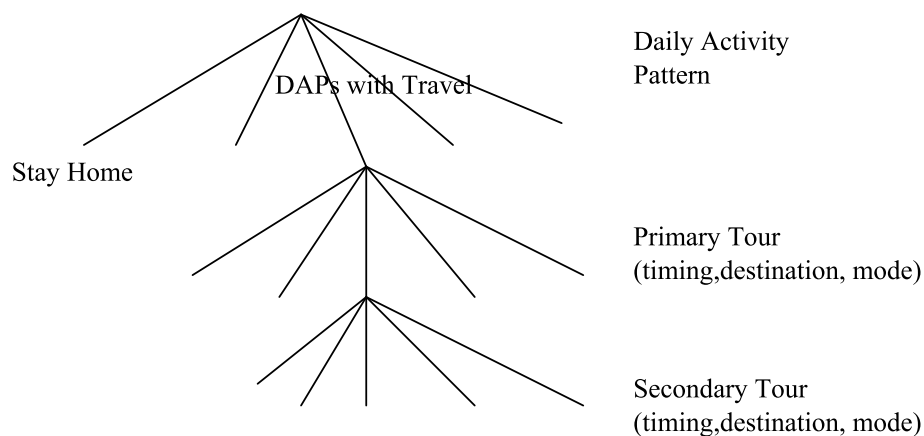 Daily Activity
Pattern
DAPs with Travel
Stay Home
Primary Tour
(timing,destination, mode)
Secondary Tour
(timing,destination, mode)